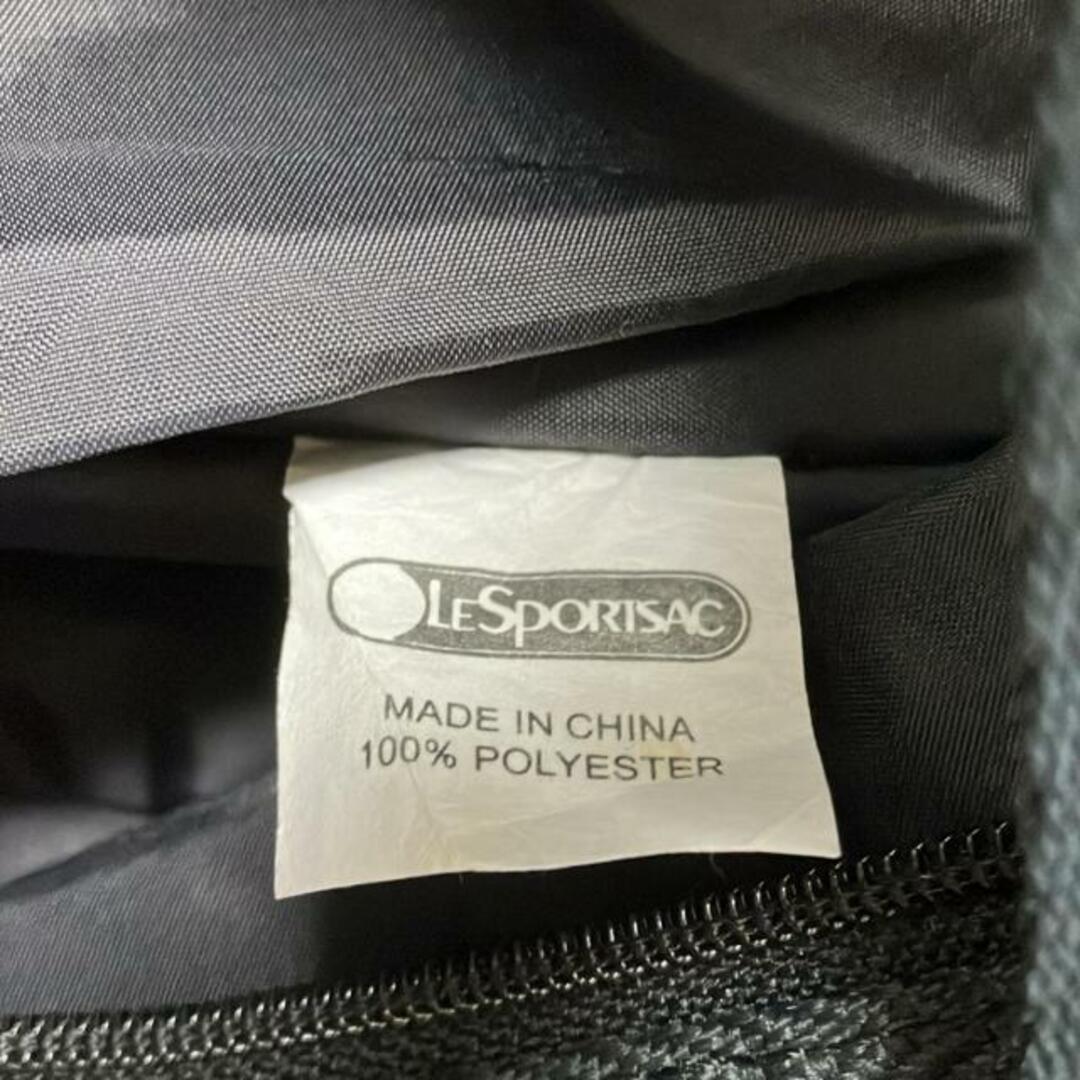 LESPORTSAC
MADE IN CHINA
100% POLYESTER